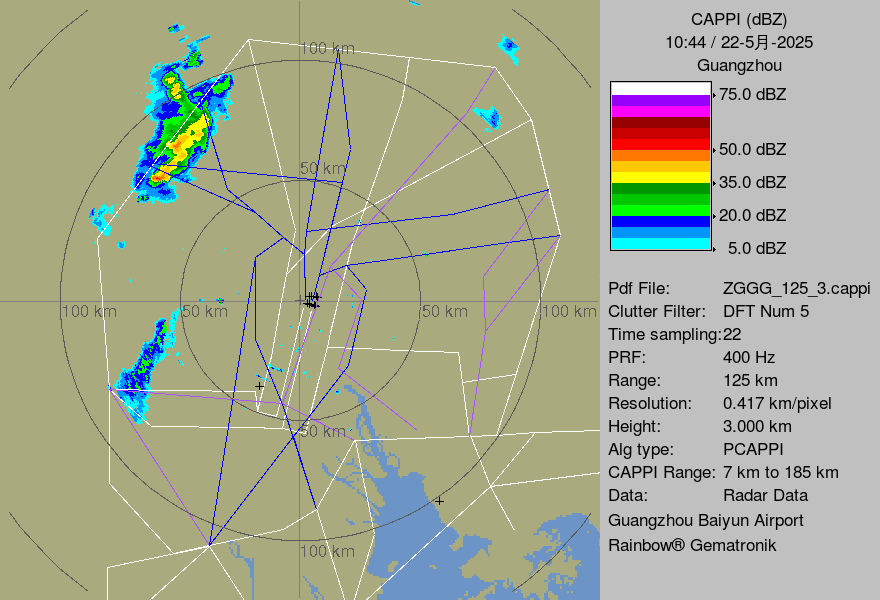 100 km
50 km
100 km
50 km
50 km
100 km
50 km
100 km
CAPPI (dBZ)
10:44 / 22-5月-2025
Guangzhou
75.0 dBZ
50.0 dBZ
35.0 dBZ
20.0 dBZ
5.0 dBZ
Pdf File: ZGGG_125_3.cappi
Clutter Filter: DFT Num 5
Time sampling:22
PRF: 400 Hz
Range: 125 km
Resolution: 0.417 km/pixel
Height: 3.000 km
Alg type: PCAPPI
CAPPI Range: 7 km to 185 km
Data: Radar Data
Guangzhou Baiyun Airport
Rainbow® Gematronik